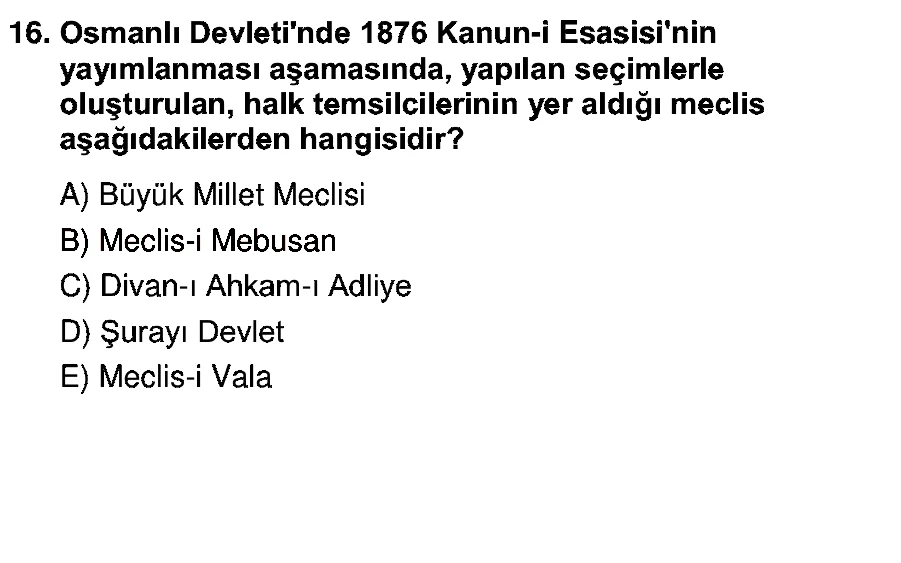 16. Osmanlı Devleti'nde 1876 Kanun-i Esasisi'nin
yayımlanması aşamasında, yapılan seçimlerle
oluşturulan, halk temsilcilerinin yer aldığı meclis
aşağıdakilerden hangisidir?
A) Büyük Millet Meclisi
B) Meclis-i Mebusan
C) Divan-ı Ahkam-ı Adliye
D) Şurayı Devlet
E) Meclis-i Vala